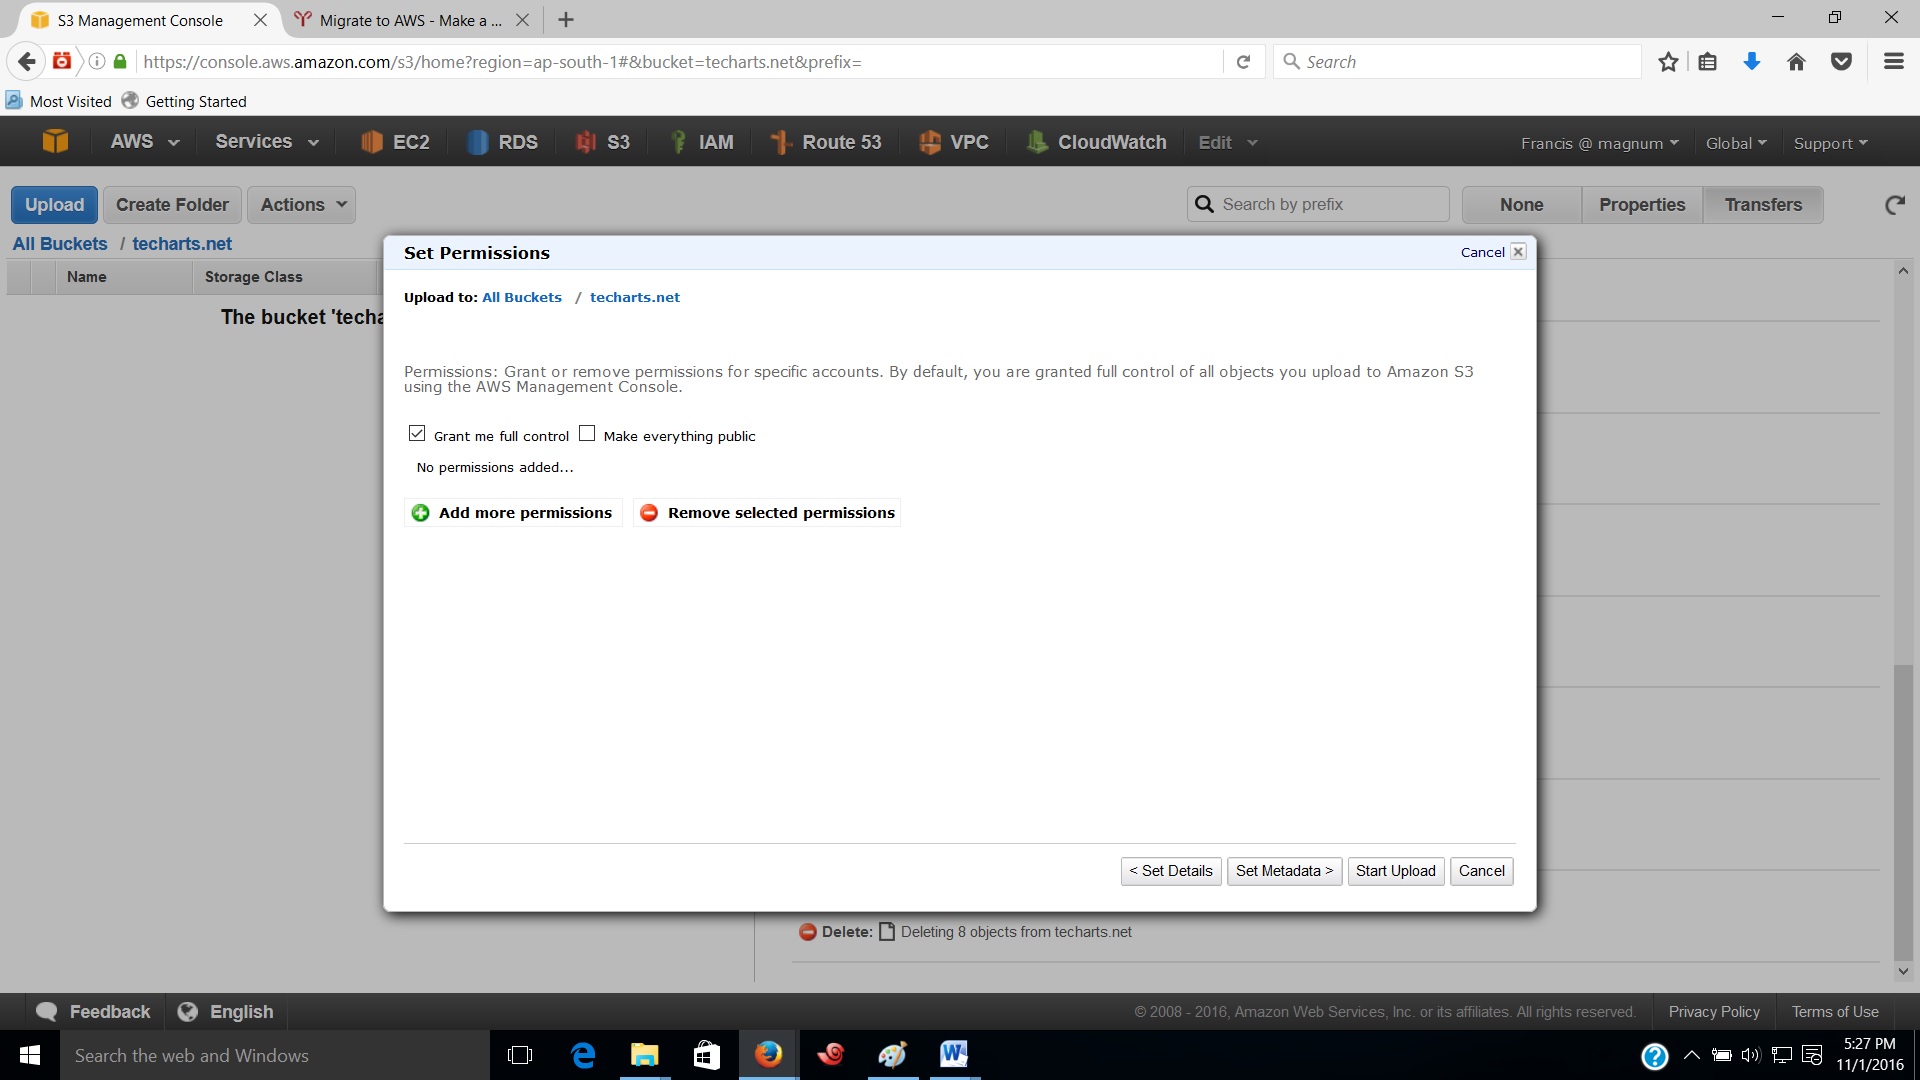 S3 Management Console
Migrate to AWS - Make a ...
https://console.aws.amazon.com/s3/home?region=ap-south-1#&bucket=techarts.net&prefix=
Search
Most Visited
Getting Started
AWS
Services
EC2
RDS
S3
IAM
Route 53
VPC
CloudWatch
Edit
Francis @ magnum
Global
Support
Upload
Create Folder
Actions
Search by prefix
None
Properties
Transfers
All Buckets / techarts.net
Name
Storage Class
The bucket 'techa
Set Permissions
Cancel
Upload to: All Buckets / techarts.net
Permissions: Grant or remove permissions for specific accounts. By default, you are granted full control of all objects you upload to Amazon S3
using the AWS Management Console.
Grant me full control
Make everything public
No permissions added...
Add more permissions
Remove selected permissions
< Set Details
Set Metadata >
Start Upload
Cancel
Delete: Deleting 8 objects from techarts.net
Feedback
English
© 2008 - 2016, Amazon Web Services, Inc. or its affiliates. All rights reserved.
Privacy Policy
Terms of Use
Search the web and Windows
5:27 PM
11/1/2016